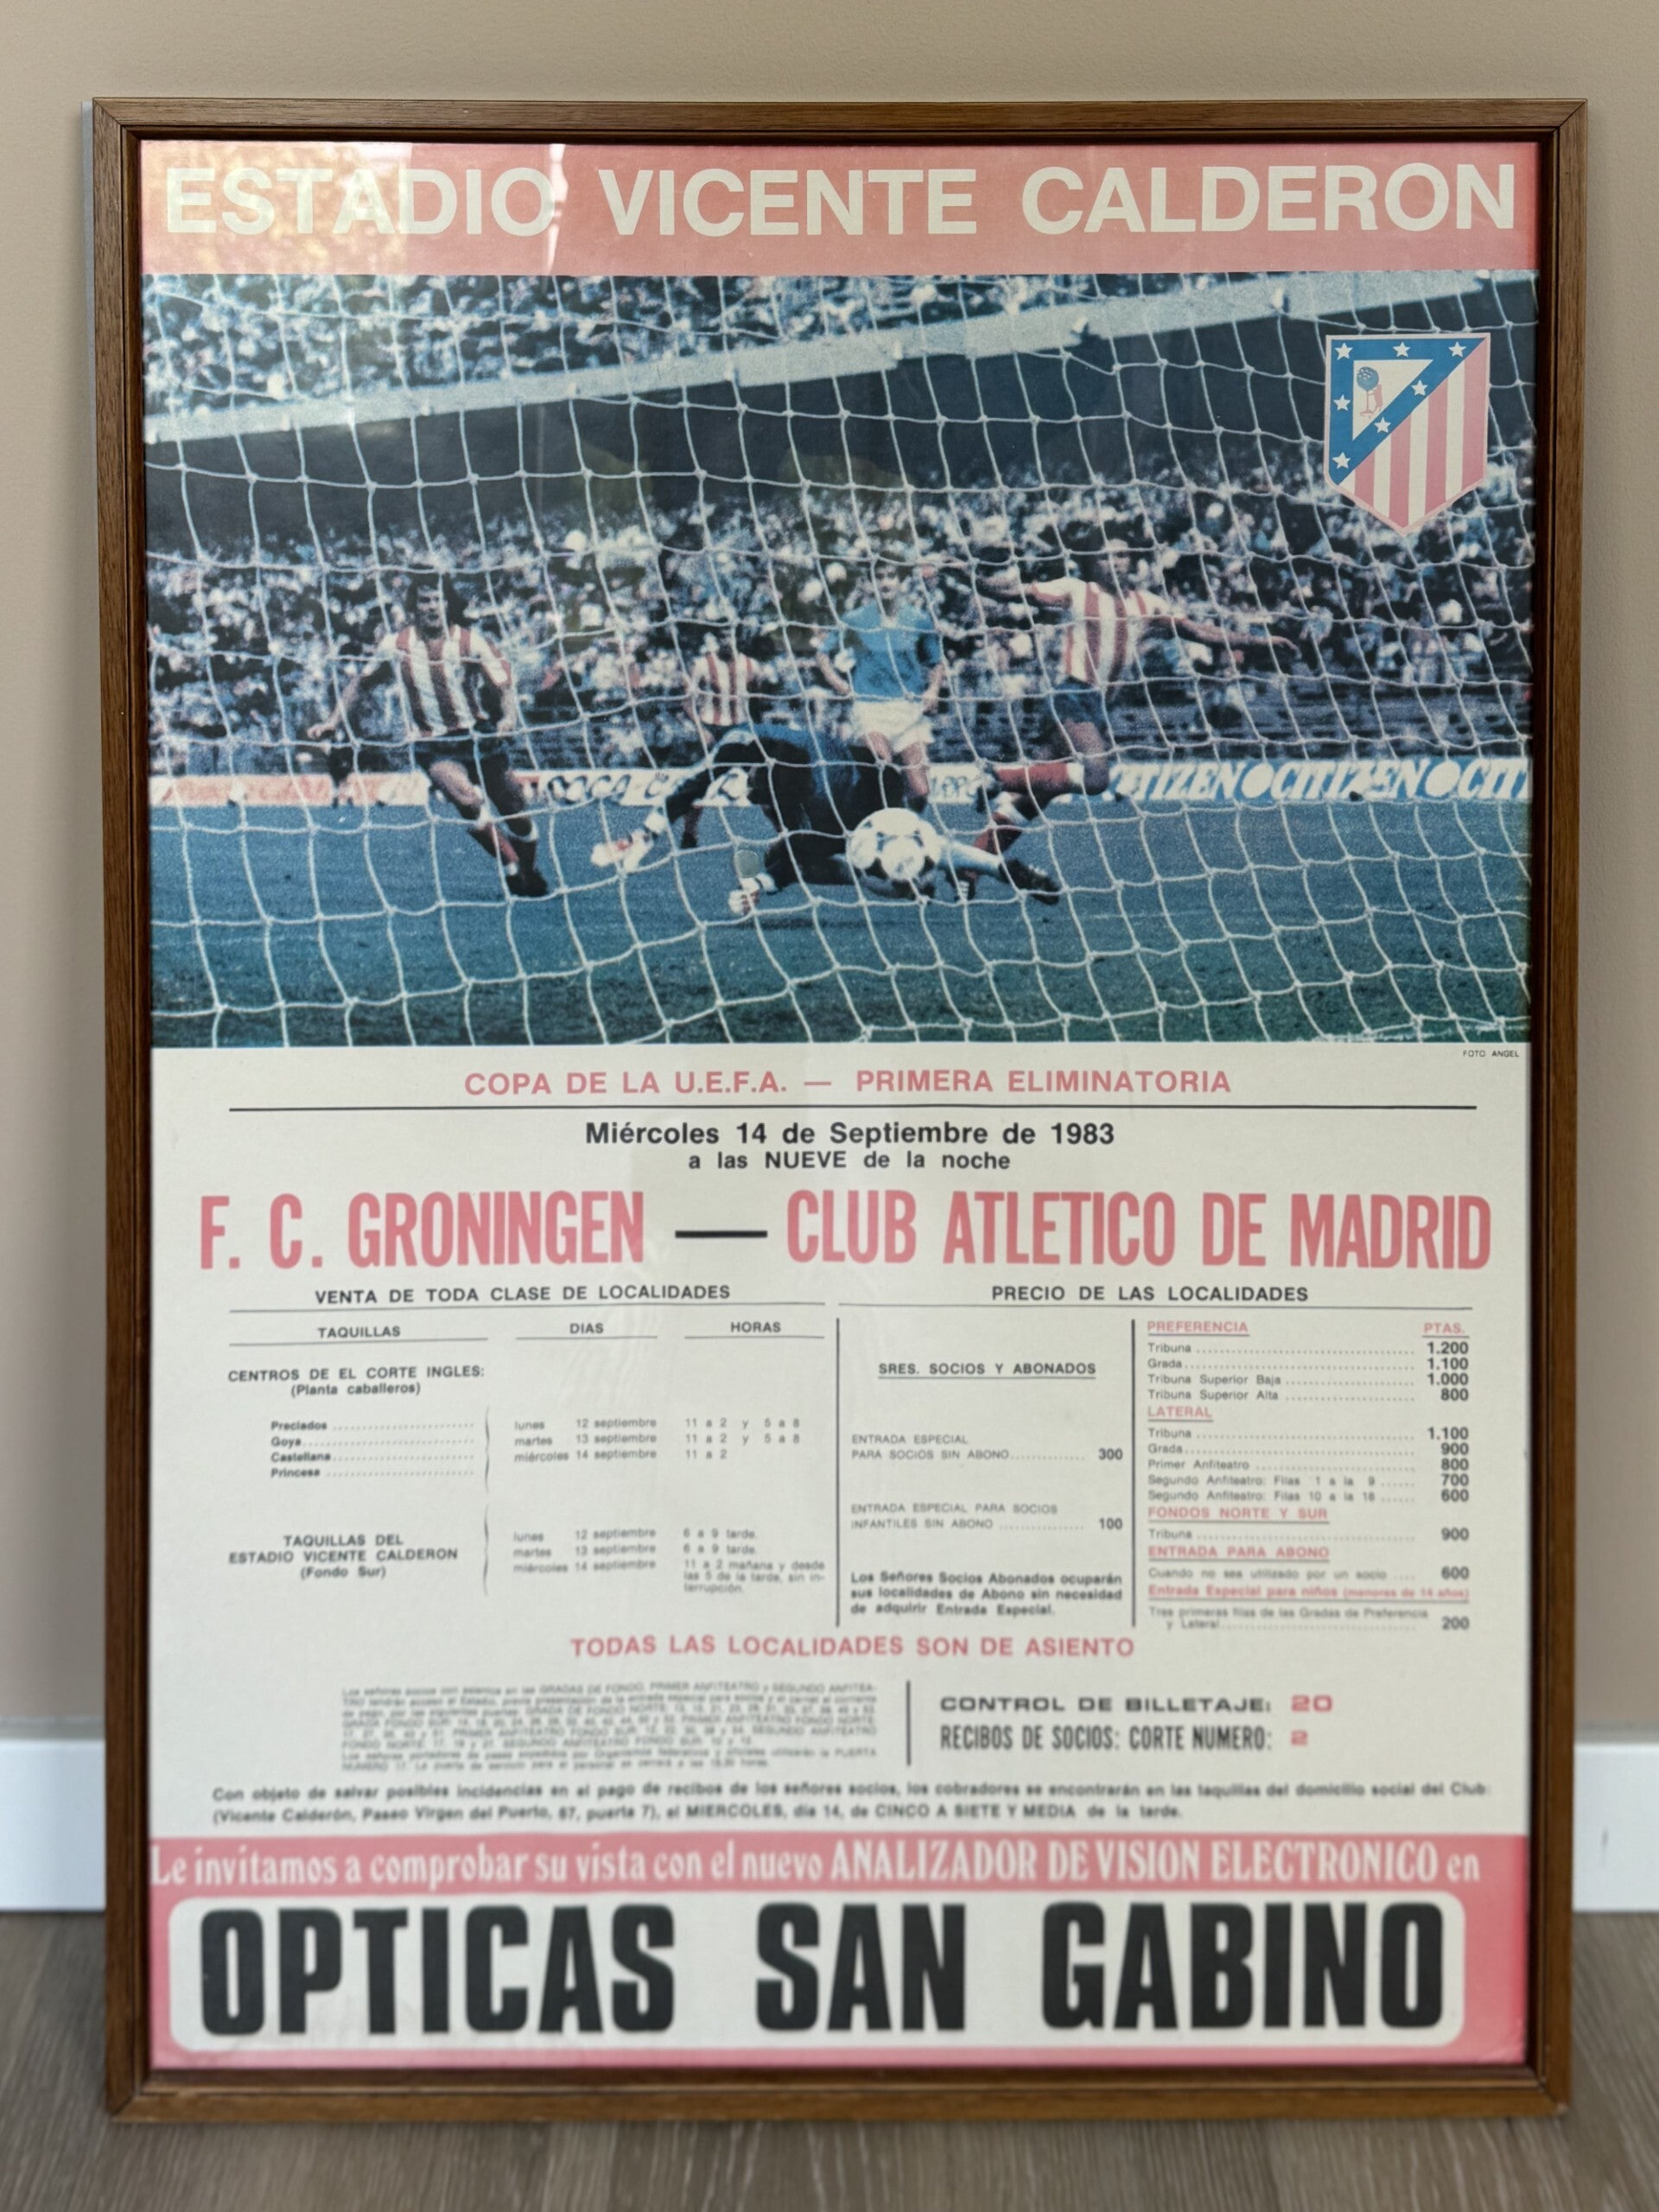 ESTADIO VICENTE CALDERON
CITIZEN CITIZEN CITI
FOTO ANGEL
COPA DE LA U.E.F.A. — PRIMERA ELIMINATORIA
Miércoles 14 de Septiembre de 1983
a las NUEVE de la noche
F. C. GRONINGEN — CLUB ATLETICO DE MADRID
VENTA DE TODA CLASE DE LOCALIDADES
TAQUILLAS DIAS HORAS
CENTROS DE EL CORTE INGLES:
(Planta caballeros)
Preciados lunes 12 septiembre 11 a 2 y 5 a 8
Goya martes 13 septiembre 11 a 2 y 5 a 8
Castellana miércoles 14 septiembre 11 a 2
Princesa
TAQUILLAS DEL
ESTADIO VICENTE CALDERON
(Fondo Sur)
lunes 12 septiembre 6 a 9 tarde.
martes 13 septiembre 6 a 9 tarde.
miércoles 14 septiembre 11 a 2 mañana y desde
las 5 de la tarde, sin in-
terrupción.
PRECIO DE LAS LOCALIDADES
SRES. SOCIOS Y ABONADOS
ENTRADA ESPECIAL
PARA SOCIOS SIN ABONO 300
ENTRADA ESPECIAL PARA SOCIOS
INFANTILES SIN ABONO 100
Los Señores Socios Abonados ocuparán
sus localidades de Abono sin necesidad
de adquirir Entrada Especial.
PREFERENCIA PTAS.
Tribuna 1.200
Grada 1.100
Tribuna Superior Baja 1.000
Tribuna Superior Alta 800
LATERAL
Tribuna 1.100
Grada 900
Primer Anfiteatro 800
Segundo Anfiteatro: Filas 1 a la 9 700
Segundo Anfiteatro: Filas 10 a la 16 600
FONDOS NORTE Y SUR
Tribuna 900
ENTRADA PARA ABONO
Cuando no sea utilizado por un socio 600
Entrada Especial para niños (menores de 14 años)
Tres primeras filas de las Gradas de Preferencia
y Lateral 200
TODAS LAS LOCALIDADES SON DE ASIENTO
CONTROL DE BILLETAJE: 20
RECIBOS DE SOCIOS: CORTE NUMERO: 2
Con objeto de salvar posibles incidencias en el pago de recibos de los señores socios, los cobradores se encontrarán en las taquillas del domicilio social del Club:
(Vicente Calderón, Paseo Virgen del Puerto, 67, puerta 7), el MIERCOLES, día 14, de CINCO A SIETE Y MEDIA de la tarde.
Le invitamos a comprobar su vista con el nuevo ANALIZADOR DE VISION ELECTRONICO en
OPTICAS SAN GABINO